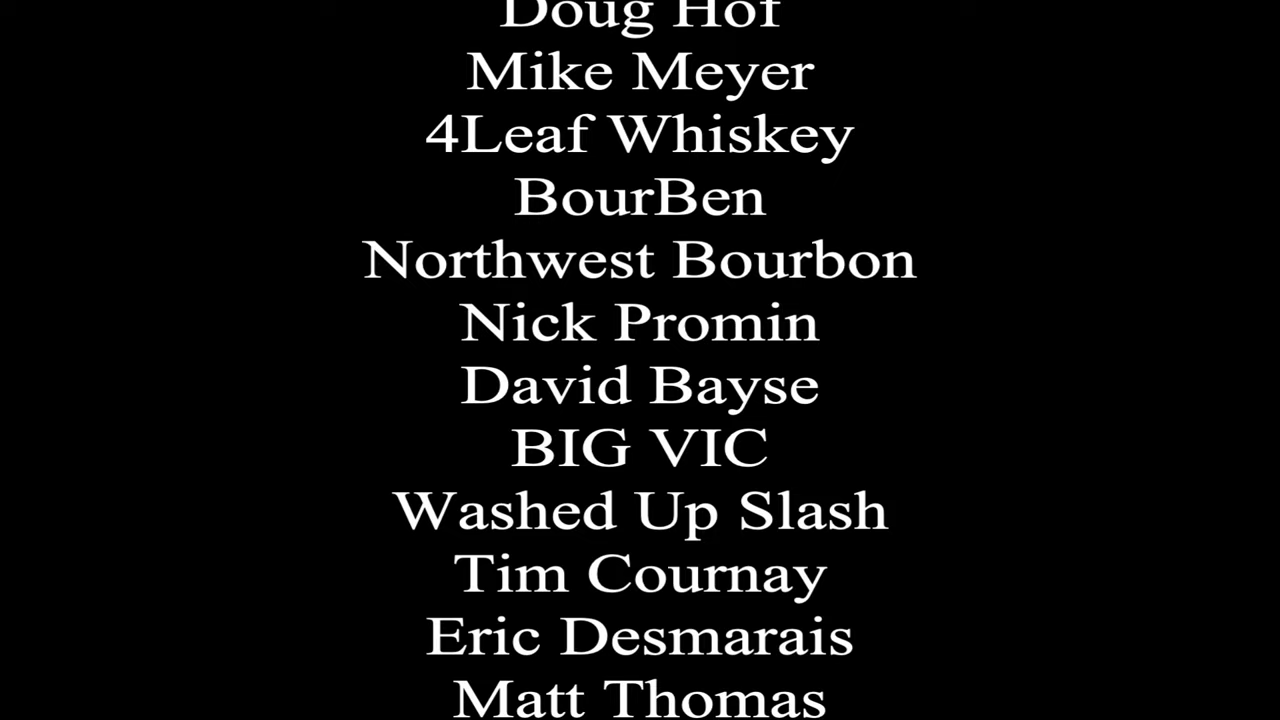 Doug Hof
Mike Meyer
4Leaf Whiskey
BourBen
Northwest Bourbon
Nick Promin
David Bayse
BIG VIC
Washed Up Slash
Tim Cournay
Eric Desmarais
Matt Thomas